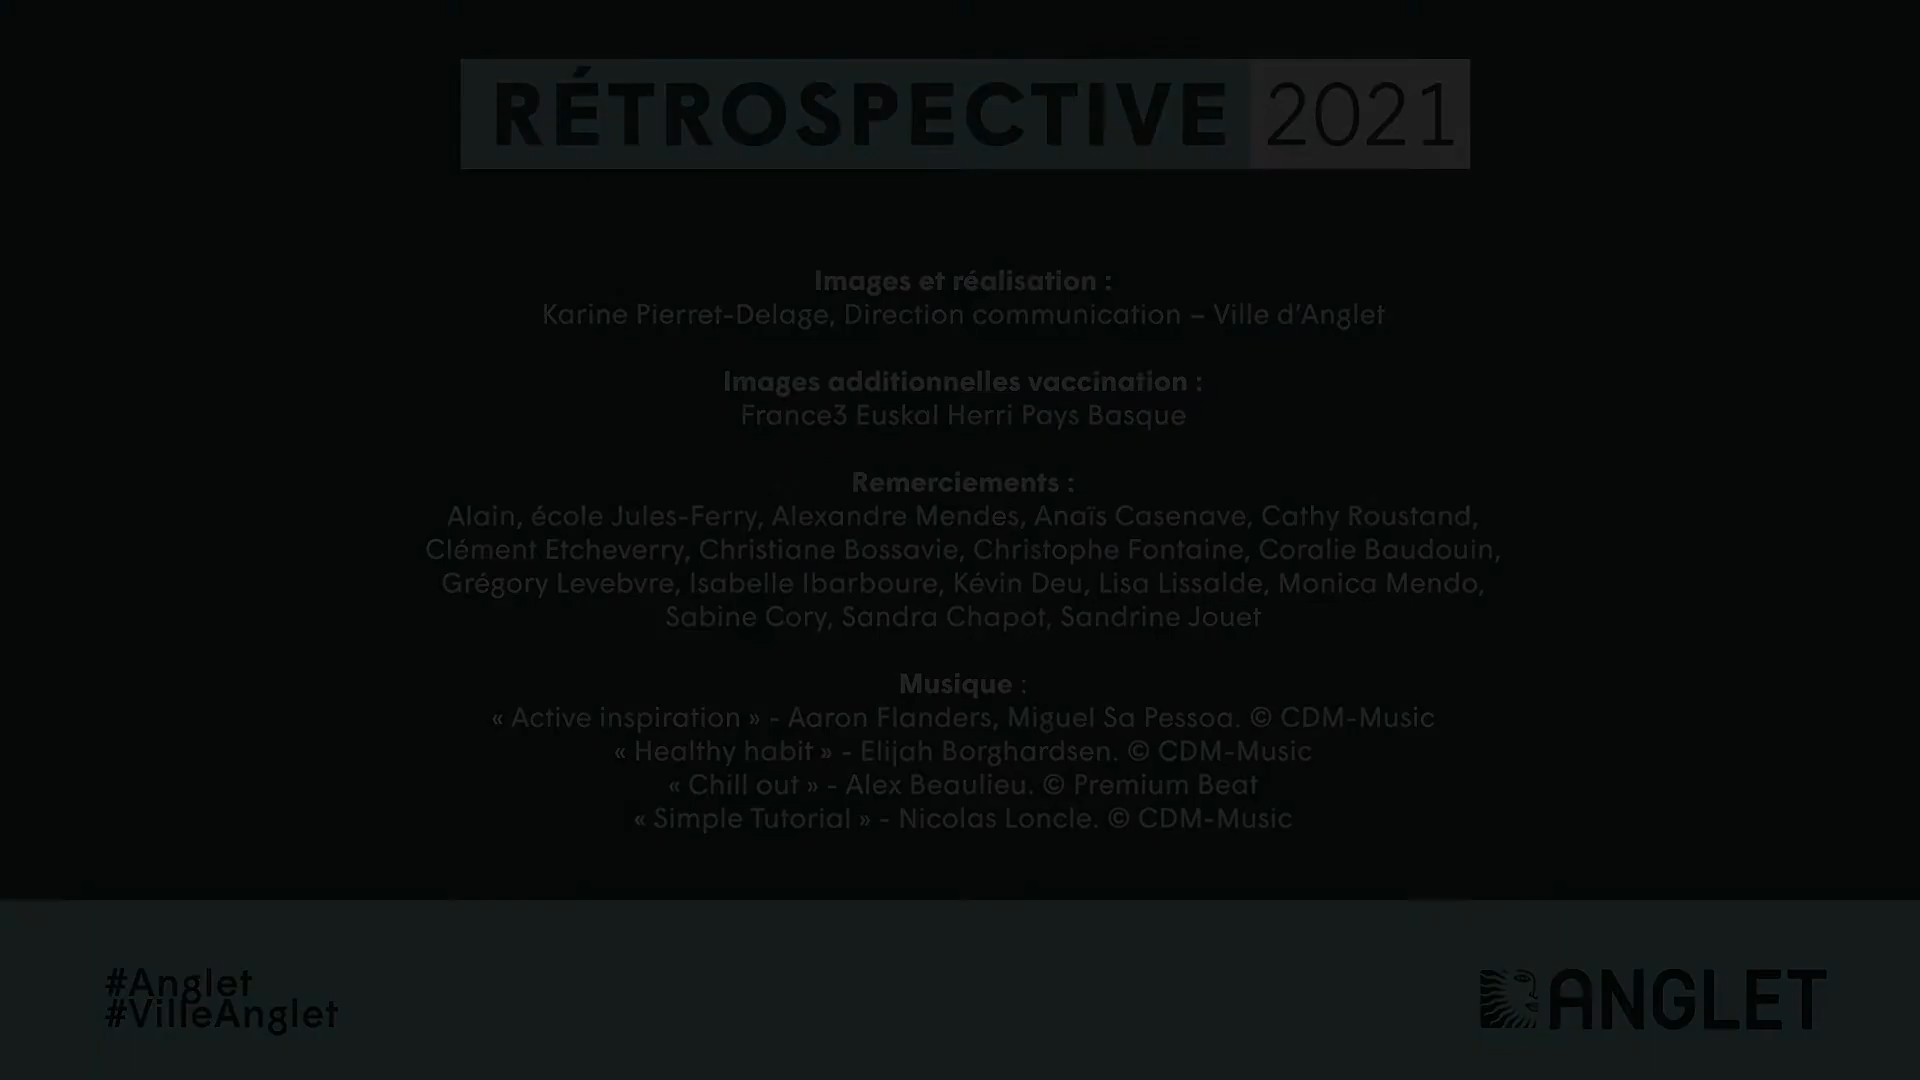 RÉTROSPECTIVE 2021
Images et réalisation :
Karine Pierret-Delage, Direction communication – Ville d'Anglet
Images additionnelles vaccination :
France3 Euskal Herri Pays Basque
Remerciements :
Alain, école Jules-Ferry, Alexandre Mendes, Anaïs Casenave, Cathy Roustand,
Clément Etcheverry, Christiane Bossavie, Christophe Fontaine, Coralie Baudouin,
Grégory Levebvre, Isabelle Ibarboure, Kévin Deu, Lisa Lissalde, Monica Mendo,
Sabine Cory, Sandra Chapot, Sandrine Jouet
Musique :
« Active inspiration » - Aaron Flanders, Miguel Sa Pessoa. © CDM-Music
« Healthy habit » - Elijah Borghardsen. © CDM-Music
« Chill out » - Alex Beaulieu. © Premium Beat
« Simple Tutorial » - Nicolas Loncle. © CDM-Music
#Anglet
#VilleAnglet
ANGLET